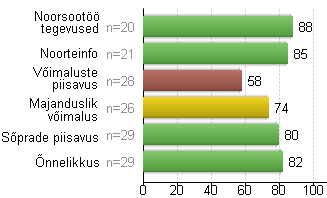 Noorsootöö
tegevused n=20 88
Noorteinfo n=21 85
Võimaluste
piisavus n=28 58
Majanduslik
võimalus n=26 74
Sõprade piisavus n=29 80
Õnnelikkus n=29 82
0 20 40 60 80 100